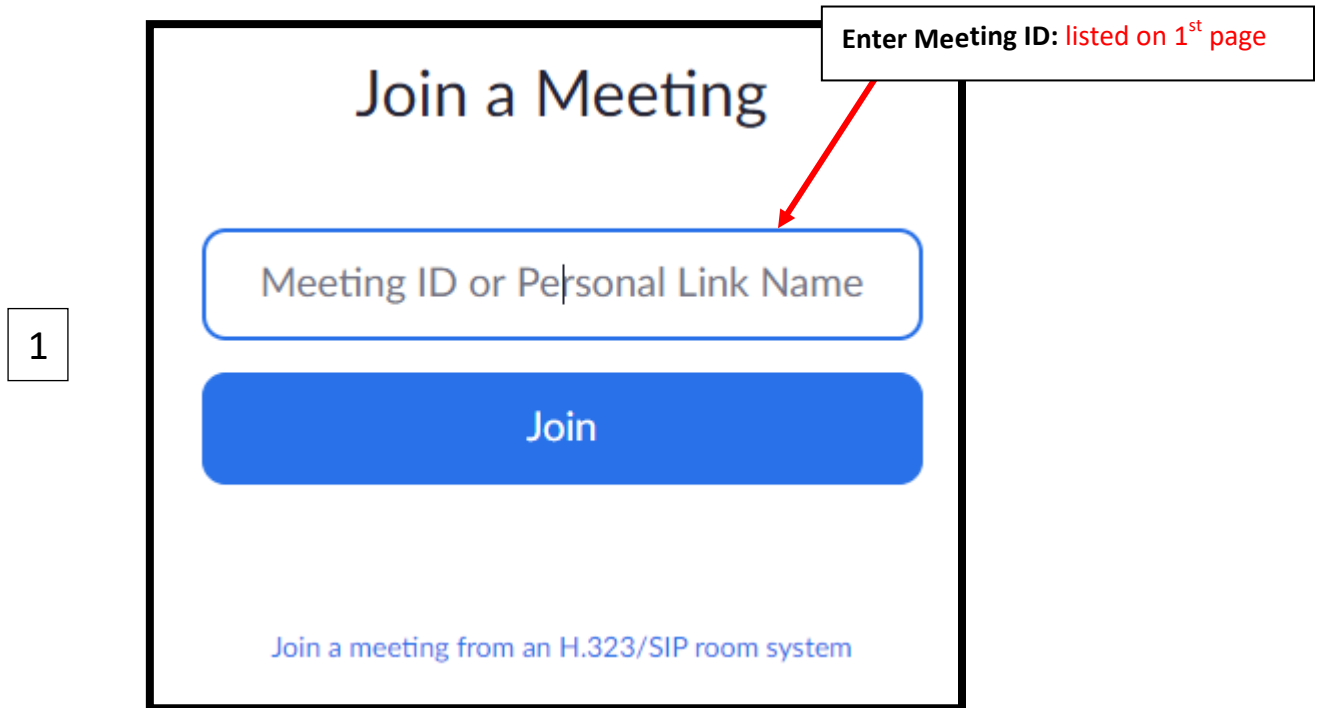 Enter Meeting ID: listed on 1st page
Join a Meeting
Meeting ID or Personal Link Name
1
Join
Join a meeting from an H.323/SIP room system